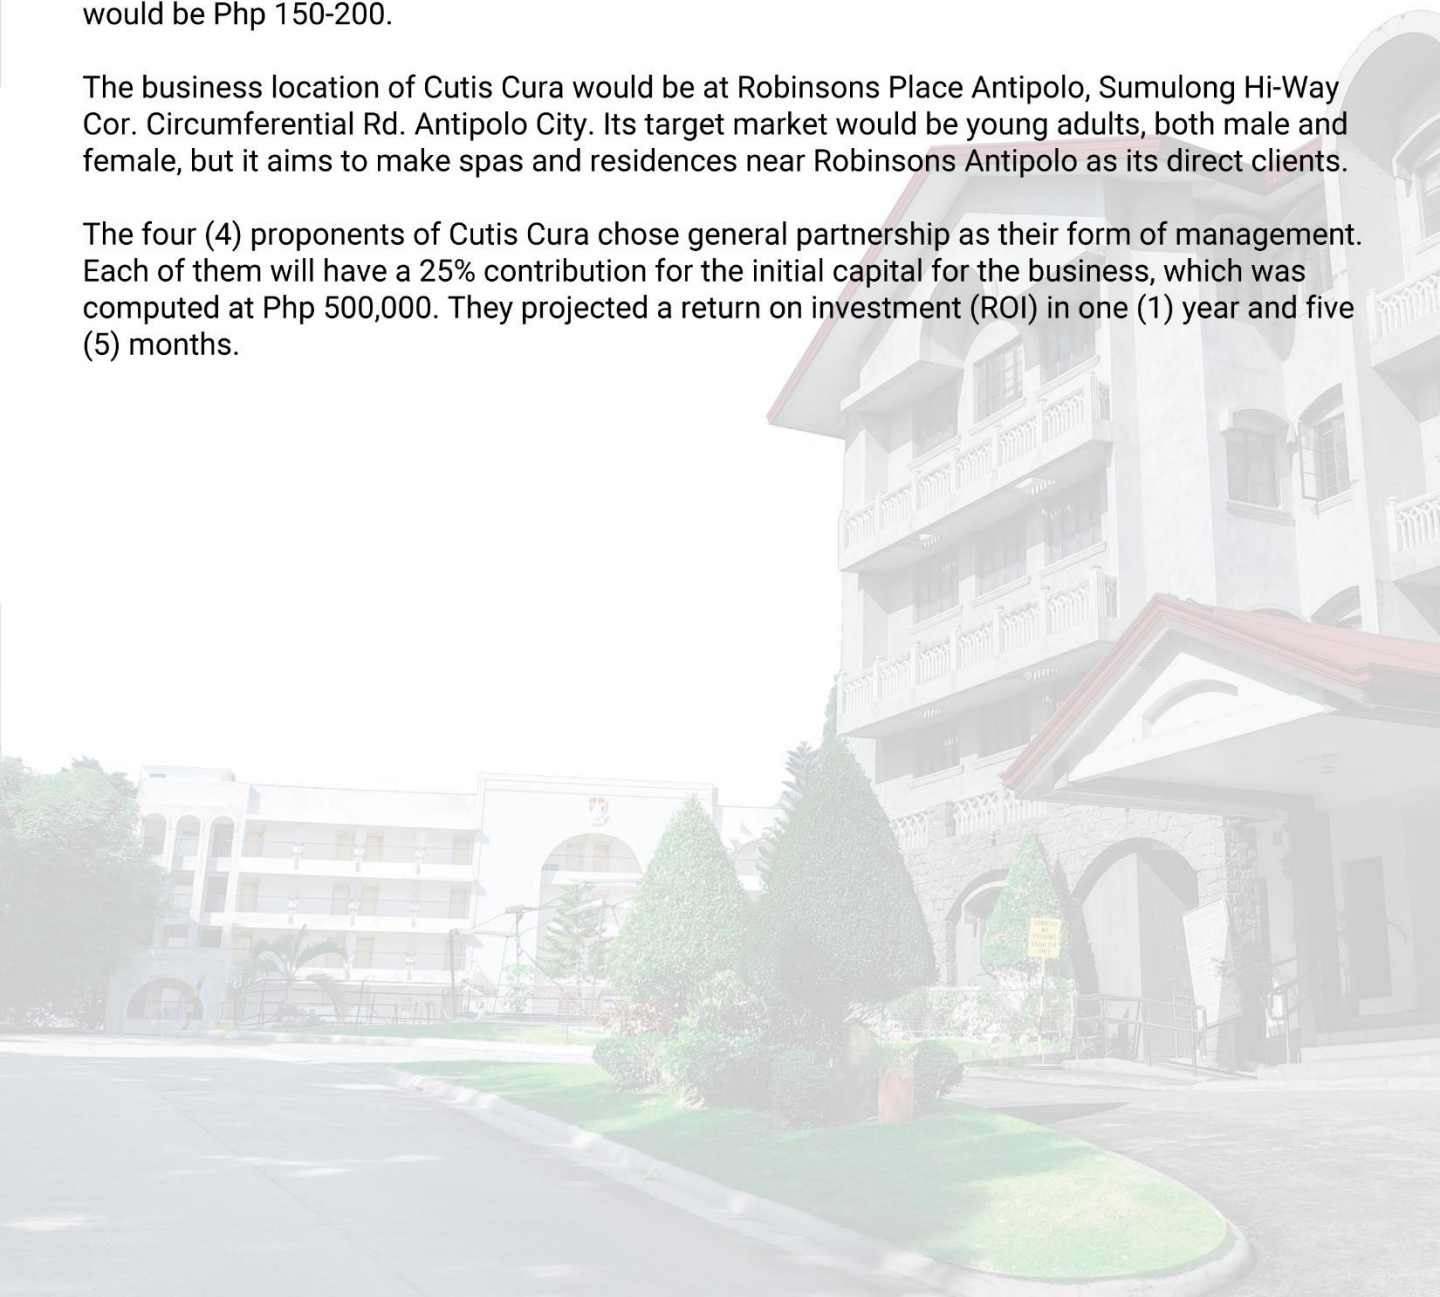 would be Php 150-200.
The business location of Cutis Cura would be at Robinsons Place Antipolo, Sumulong Hi-Way
Cor. Circumferential Rd. Antipolo City. Its target market would be young adults, both male and
female, but it aims to make spas and residences near Robinsons Antipolo as its direct clients.
The four (4) proponents of Cutis Cura chose general partnership as their form of management.
Each of them will have a 25% contribution for the initial capital for the business, which was
computed at Php 500,000. They projected a return on investment (ROI) in one (1) year and five
(5) months.